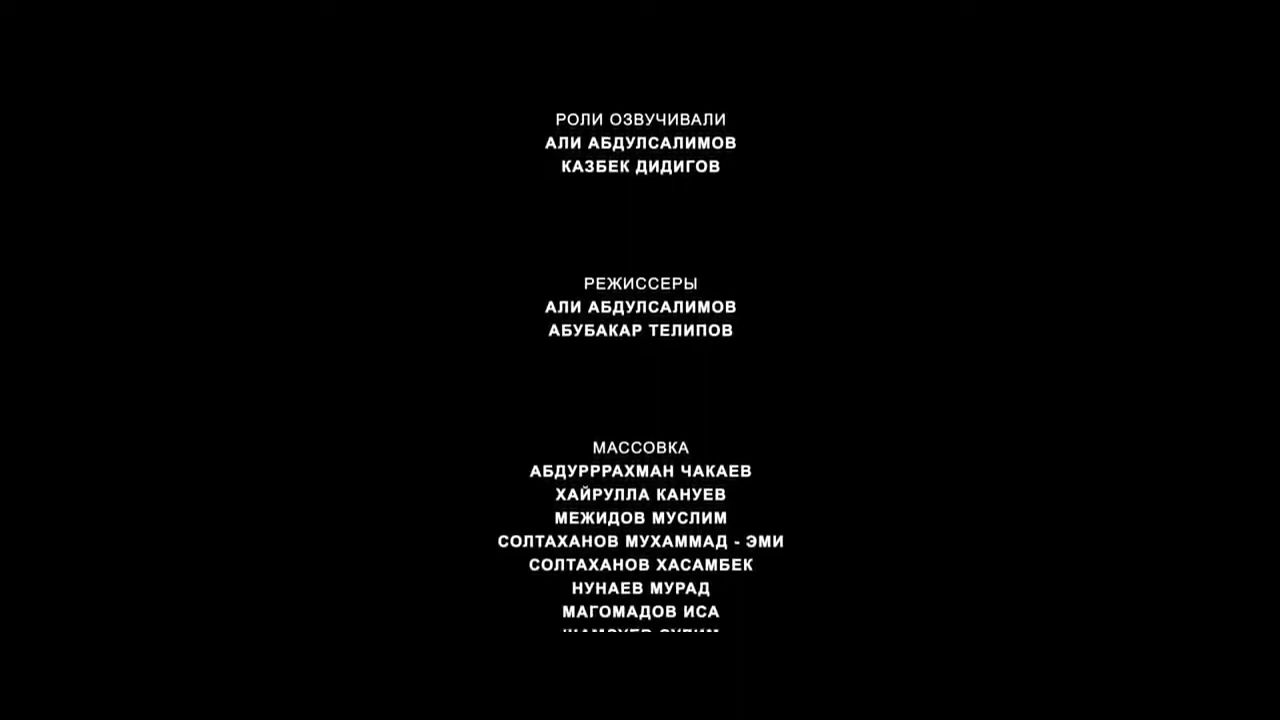 РОЛИ ОЗВУЧИВАЛИ
АЛИ АБДУЛСАЛИМОВ
КАЗБЕК ДИДИГОВ
РЕЖИССЕРЫ
АЛИ АБДУЛСАЛИМОВ
АБУБАКАР ТЕЛИПОВ
МАССОВКА
АБДУРРРАХМАН ЧАКАЕВ
ХАЙРУЛЛА КАНУЕВ
МЕЖИДОВ МУСЛИМ
СОЛТАХАНОВ МУХАММАД - ЭМИ
СОЛТАХАНОВ ХАСАМБЕК
НУНАЕВ МУРАД
МАГОМАДОВ ИСА